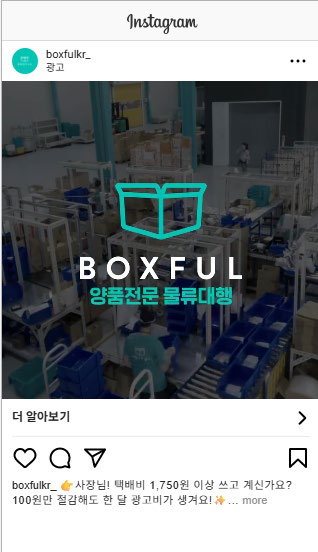 Instagram
boxfulkr_
광고
BOXFUL
양품전문 물류대행
더 알아보기
boxfulkr_ 👉사장님! 택배비 1,750원 이상 쓰고 계신가요?
100원만 절감해도 한 달 광고비가 생겨요!✨... more